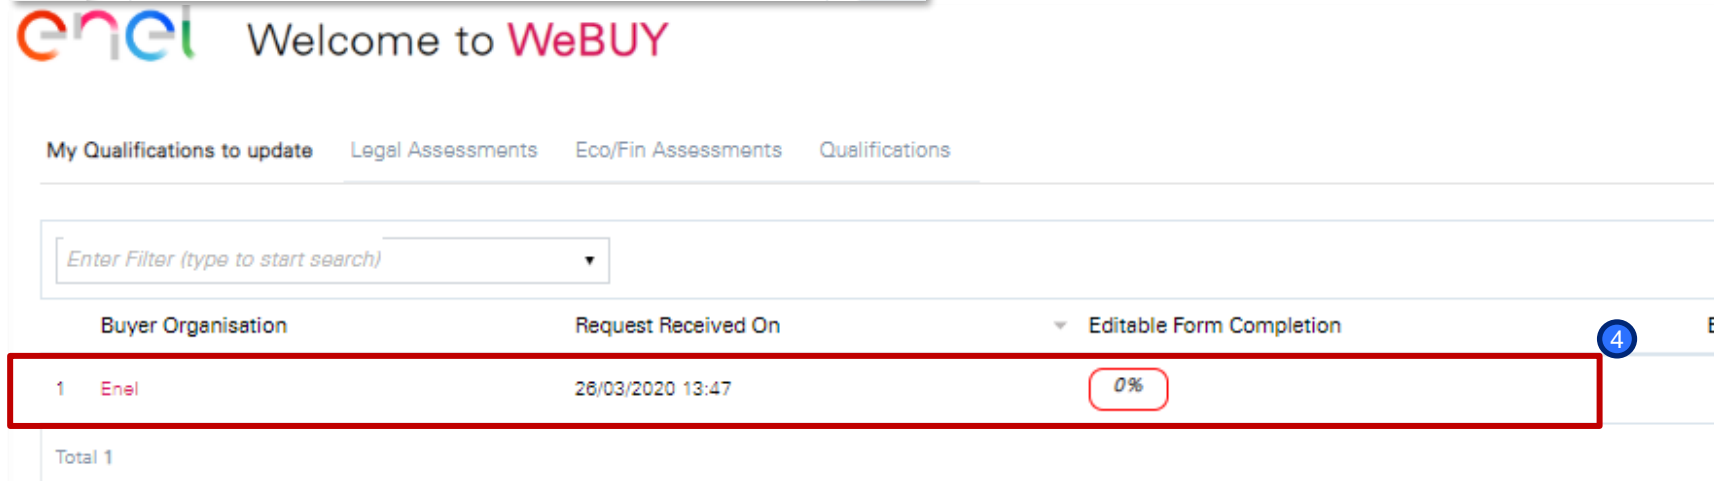 enel Welcome to WeBUY
My Qualifications to update Legal Assessments Eco/Fin Assessments Qualifications
Enter Filter (type to start search)
Buyer Organisation Request Received On Editable Form Completion
4
1 Enel 26/03/2020 13:47 0%
Total 1